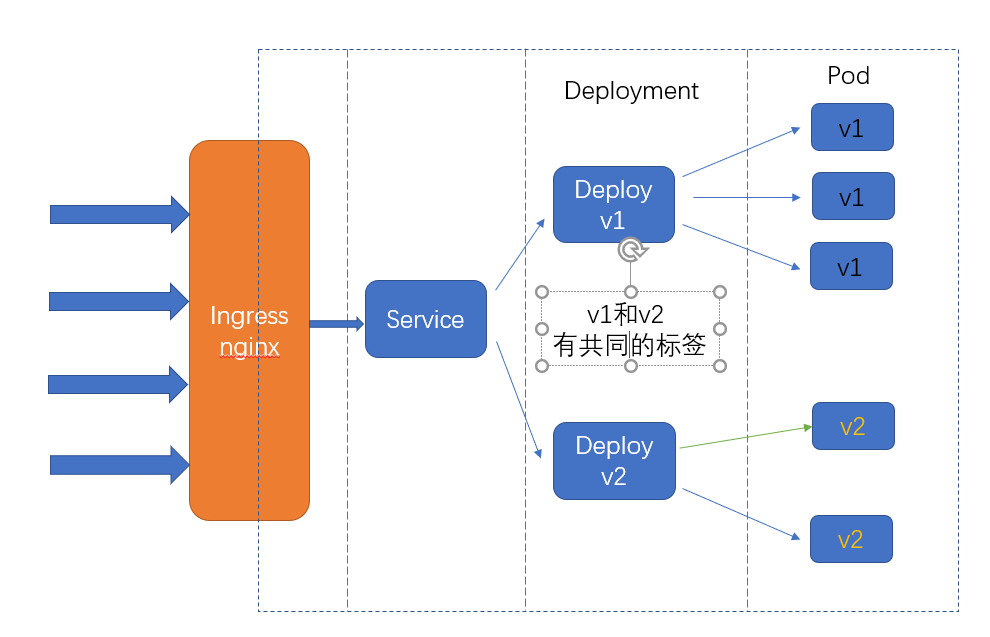 Deployment
Pod
Ingress
nginx
Service
Deploy
v1
v1和v2
有共同的标签
Deploy
v2
v1
v1
v1
v2
v2